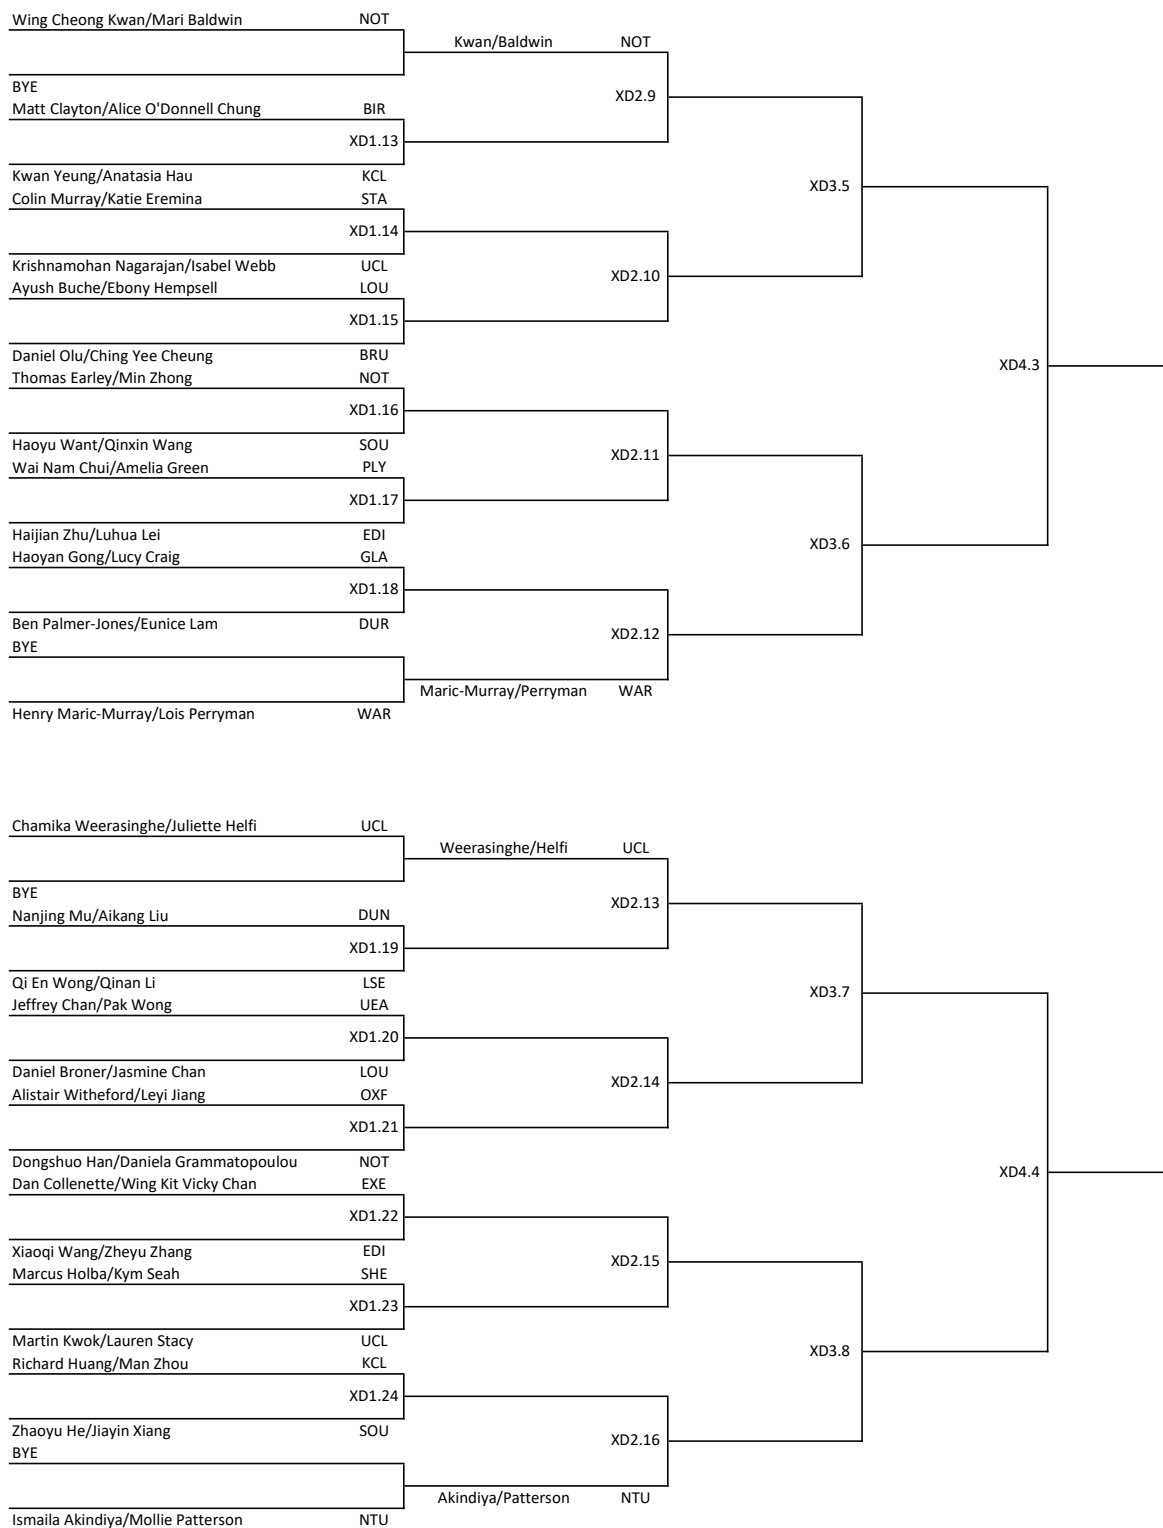 Wing Cheong Kwan/Mari Baldwin NOT
Kwan/Baldwin NOT
BYE
XD2.9
Matt Clayton/Alice O'Donnell Chung BIR
XD1.13
Kwan Yeung/Anatasia Hau KCL
XD3.5
Colin Murray/Katie Eremina STA
XD1.14
Krishnamohan Nagarajan/Isabel Webb UCL
XD2.10
Ayush Buche/Ebony Hempsell LOU
XD1.15
Daniel Olu/Ching Yee Cheung BRU
XD4.3
Thomas Earley/Min Zhong NOT
XD1.16
Haoyu Want/Qinxin Wang SOU
XD2.11
Wai Nam Chui/Amelia Green PLY
XD1.17
Haijian Zhu/Luhua Lei EDI
XD3.6
Haoyan Gong/Lucy Craig GLA
XD1.18
Ben Palmer-Jones/Eunice Lam DUR
XD2.12
BYE
Maric-Murray/Perryman WAR
Henry Maric-Murray/Lois Perryman WAR
Chamika Weerasinghe/Juliette Helfi UCL
Weerasinghe/Helfi UCL
BYE
XD2.13
Nanjing Mu/Aikang Liu DUN
XD1.19
Qi En Wong/Qinan Li LSE
XD3.7
Jeffrey Chan/Pak Wong UEA
XD1.20
Daniel Broner/Jasmine Chan LOU
XD2.14
Alistair Witheford/Leyi Jiang OXF
XD1.21
Dongshuo Han/Daniela Grammatopoulou NOT
XD4.4
Dan Collenette/Wing Kit Vicky Chan EXE
XD1.22
Xiaoqi Wang/Zheyu Zhang EDI
XD2.15
Marcus Holba/Kym Seah SHE
XD1.23
Martin Kwok/Lauren Stacy UCL
XD3.8
Richard Huang/Man Zhou KCL
XD1.24
Zhaoyu He/Jiayin Xiang SOU
XD2.16
BYE
Akindiya/Patterson NTU
Ismaila Akindiya/Mollie Patterson NTU